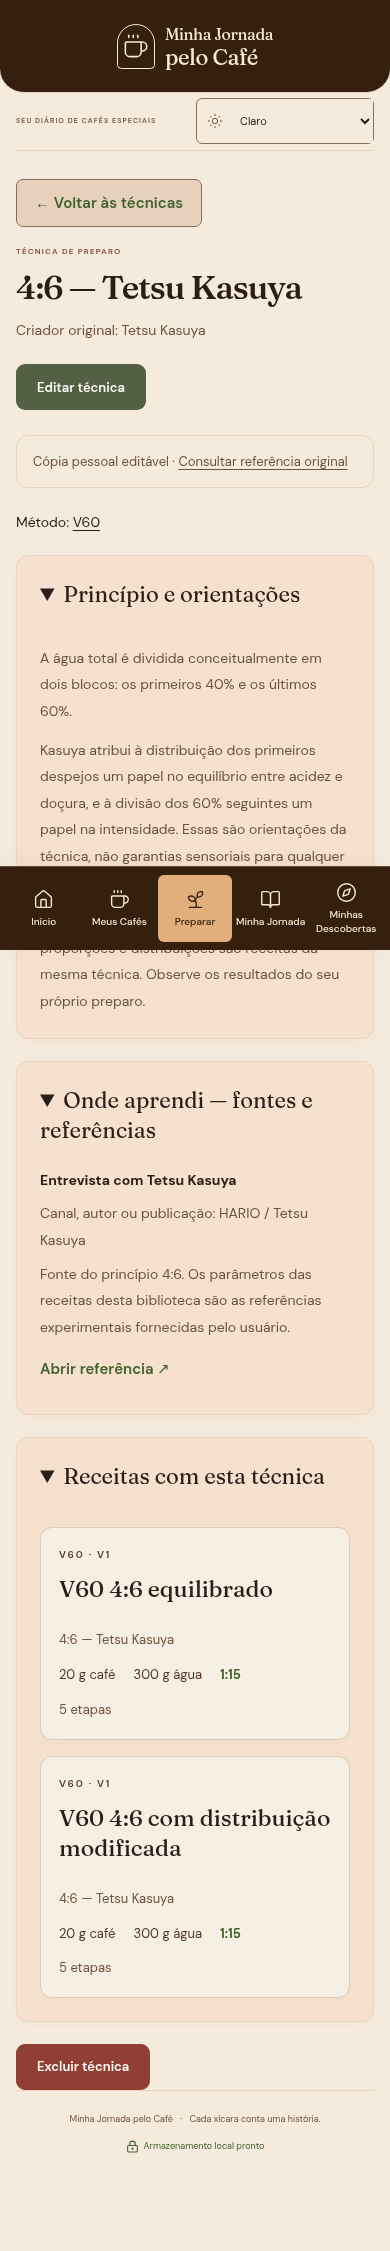 Minha Jornada
pelo Café
SEU DIÁRIO DE CAFÉS ESPECIAIS
Claro
← Voltar às técnicas
TÉCNICA DE PREPARO
4:6 — Tetsu Kasuya
Criador original: Tetsu Kasuya
Editar técnica
Cópia pessoal editável · Consultar referência original
Método: V60
▼ Princípio e orientações
A água total é dividida conceitualmente em
dois blocos: os primeiros 40% e os últimos
60%.
Kasuya atribui à distribuição dos primeiros
despejos um papel no equilíbrio entre acidez e
doçura, e à divisão dos 60% seguintes um
papel na intensidade. Essas são orientações da
técnica, não garantias sensoriais para qualquer
Início
Meus Cafés
Preparar
Minha Jornada
Minhas
Descobertas
proporções e distribuições são receitas da
mesma técnica. Observe os resultados do seu
próprio preparo.
▼ Onde aprendi — fontes e
referências
Entrevista com Tetsu Kasuya
Canal, autor ou publicação: HARIO / Tetsu
Kasuya
Fonte do princípio 4:6. Os parâmetros das
receitas desta biblioteca são as referências
experimentais fornecidas pelo usuário.
Abrir referência ↗
▼ Receitas com esta técnica
V60 · V1
V60 4:6 equilibrado
4:6 — Tetsu Kasuya
20 g café 300 g água 1:15
5 etapas
V60 · V1
V60 4:6 com distribuição
modificada
4:6 — Tetsu Kasuya
20 g café 300 g água 1:15
5 etapas
Excluir técnica
Minha Jornada pelo Café · Cada xícara conta uma história.
Armazenamento local pronto